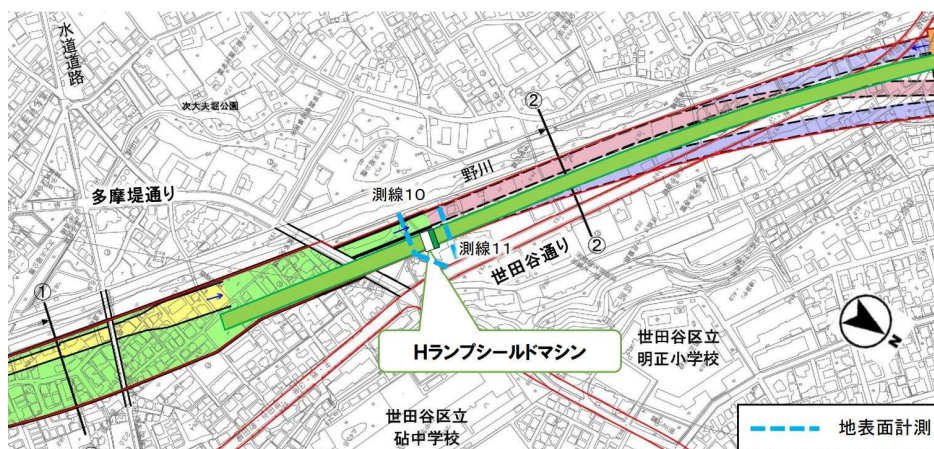 水道道路
次大夫堀公園
②
野川
多摩堤通り
測線10
測線11
世田谷通り
②
①
Hランプシールドマシン
世田谷区立
明正小学校
N
世田谷区立
砧中学校
①
地表面計測